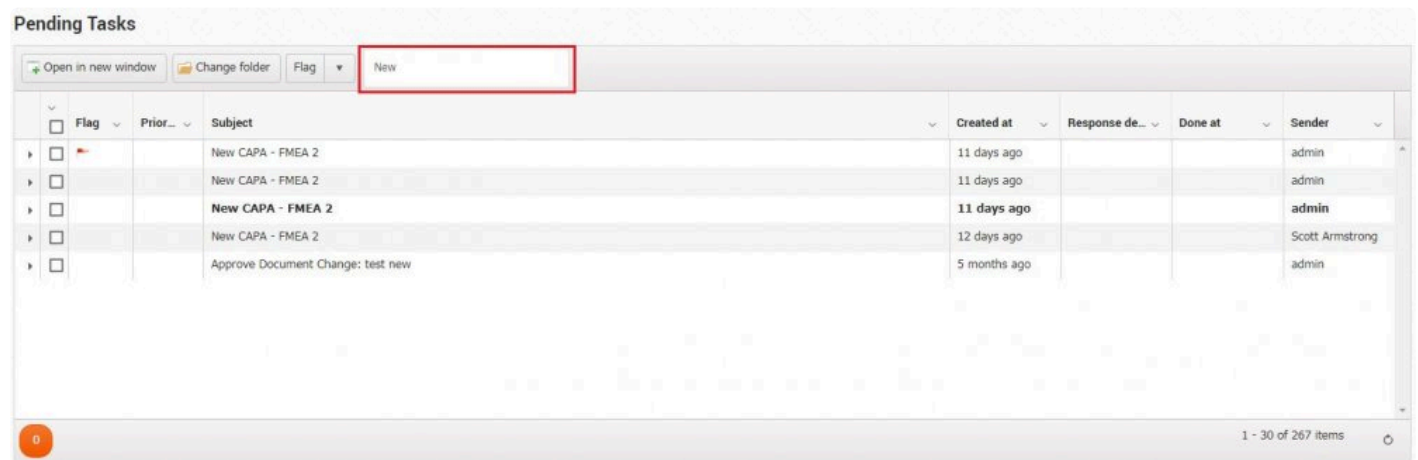 Pending Tasks
Open in new window Change folder Flag New
Flag Prior... Subject Created at Response de... Done at Sender
New CAPA - FMEA 2 11 days ago admin
New CAPA - FMEA 2 11 days ago admin
New CAPA - FMEA 2 11 days ago admin
New CAPA - FMEA 2 12 days ago Scott Armstrong
Approve Document Change: test new 5 months ago admin
0 1 - 30 of 267 items